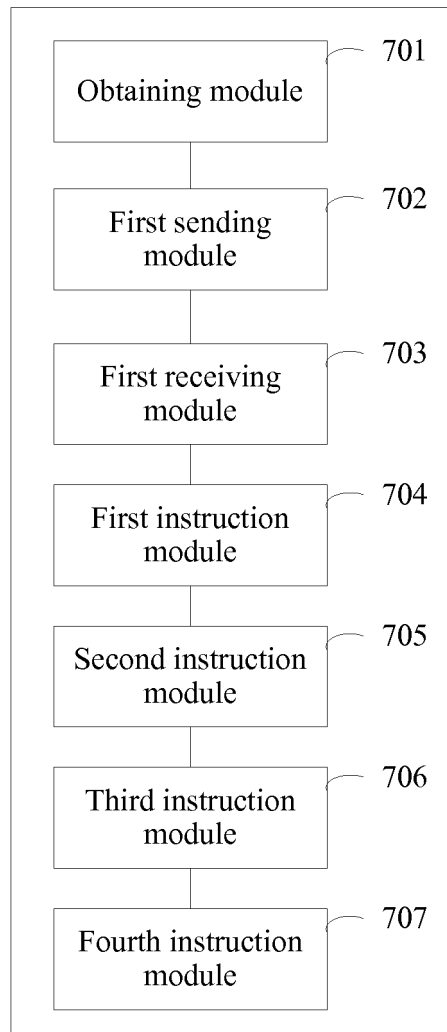 701
Obtaining module
702
First sending
module
703
First receiving
module
704
First instruction
module
705
Second instruction
module
706
Third instruction
module
707
Fourth instruction
module